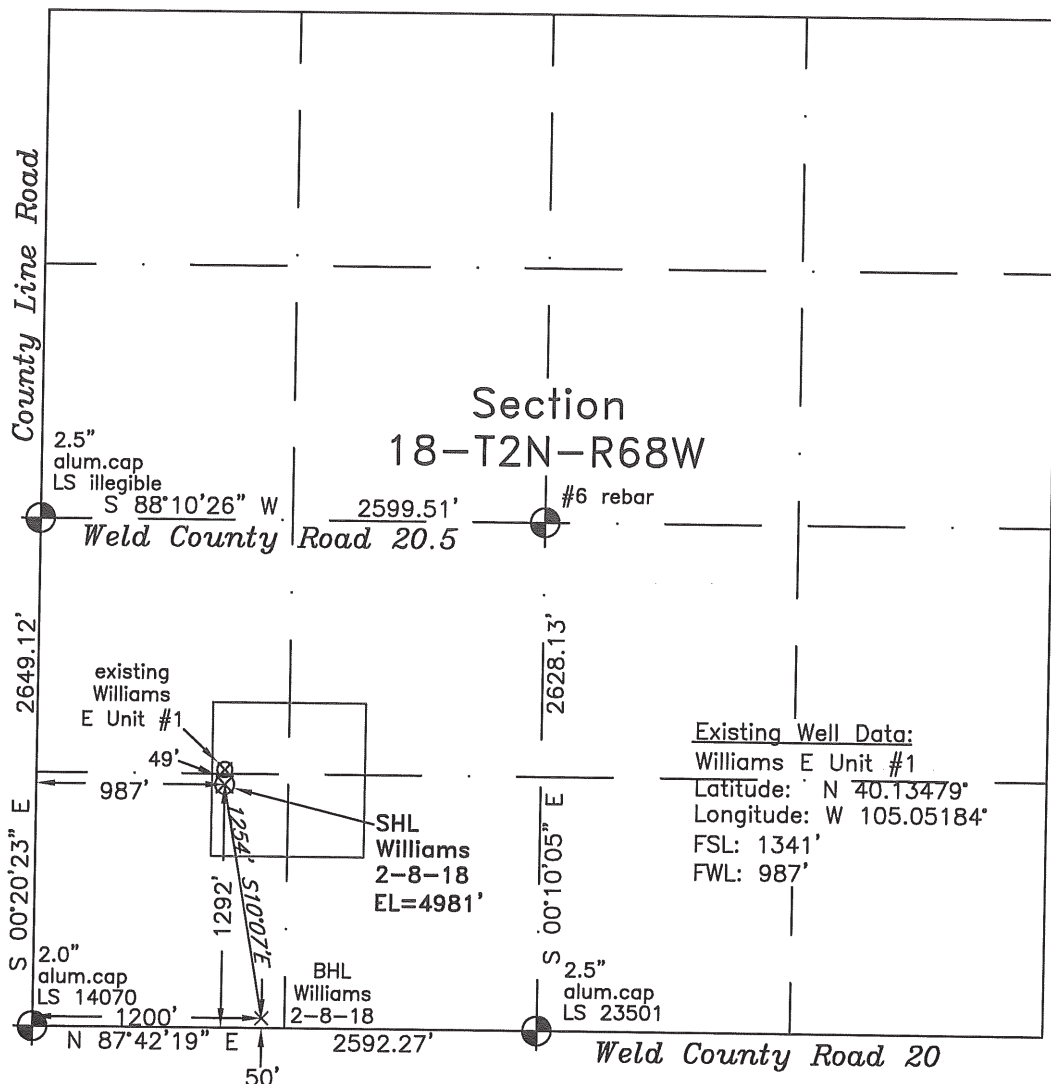 County Line Road
Section
18-T2N-R68W
2.5"
alum.cap
LS illegible
#6 rebar
S 88°10'26" W
2599.51'
Weld County Road 20.5
2649.12'
S 00°20'23" E
2628.13'
S 00°10'05" E
existing
Williams
E Unit #1
49'
987'
1292'
1254' S10°07'E
SHL
Williams
2-8-18
EL=4981'
Existing Well Data:
Williams E Unit #1
Latitude: N 40.13479°
Longitude: W 105.05184°
FSL: 1341'
FWL: 987'
2.0"
alum.cap
LS 14070
1200'
BHL
Williams
2-8-18
2.5"
alum.cap
LS 23501
N 87°42'19" E
2592.27'
Weld County Road 20
50'